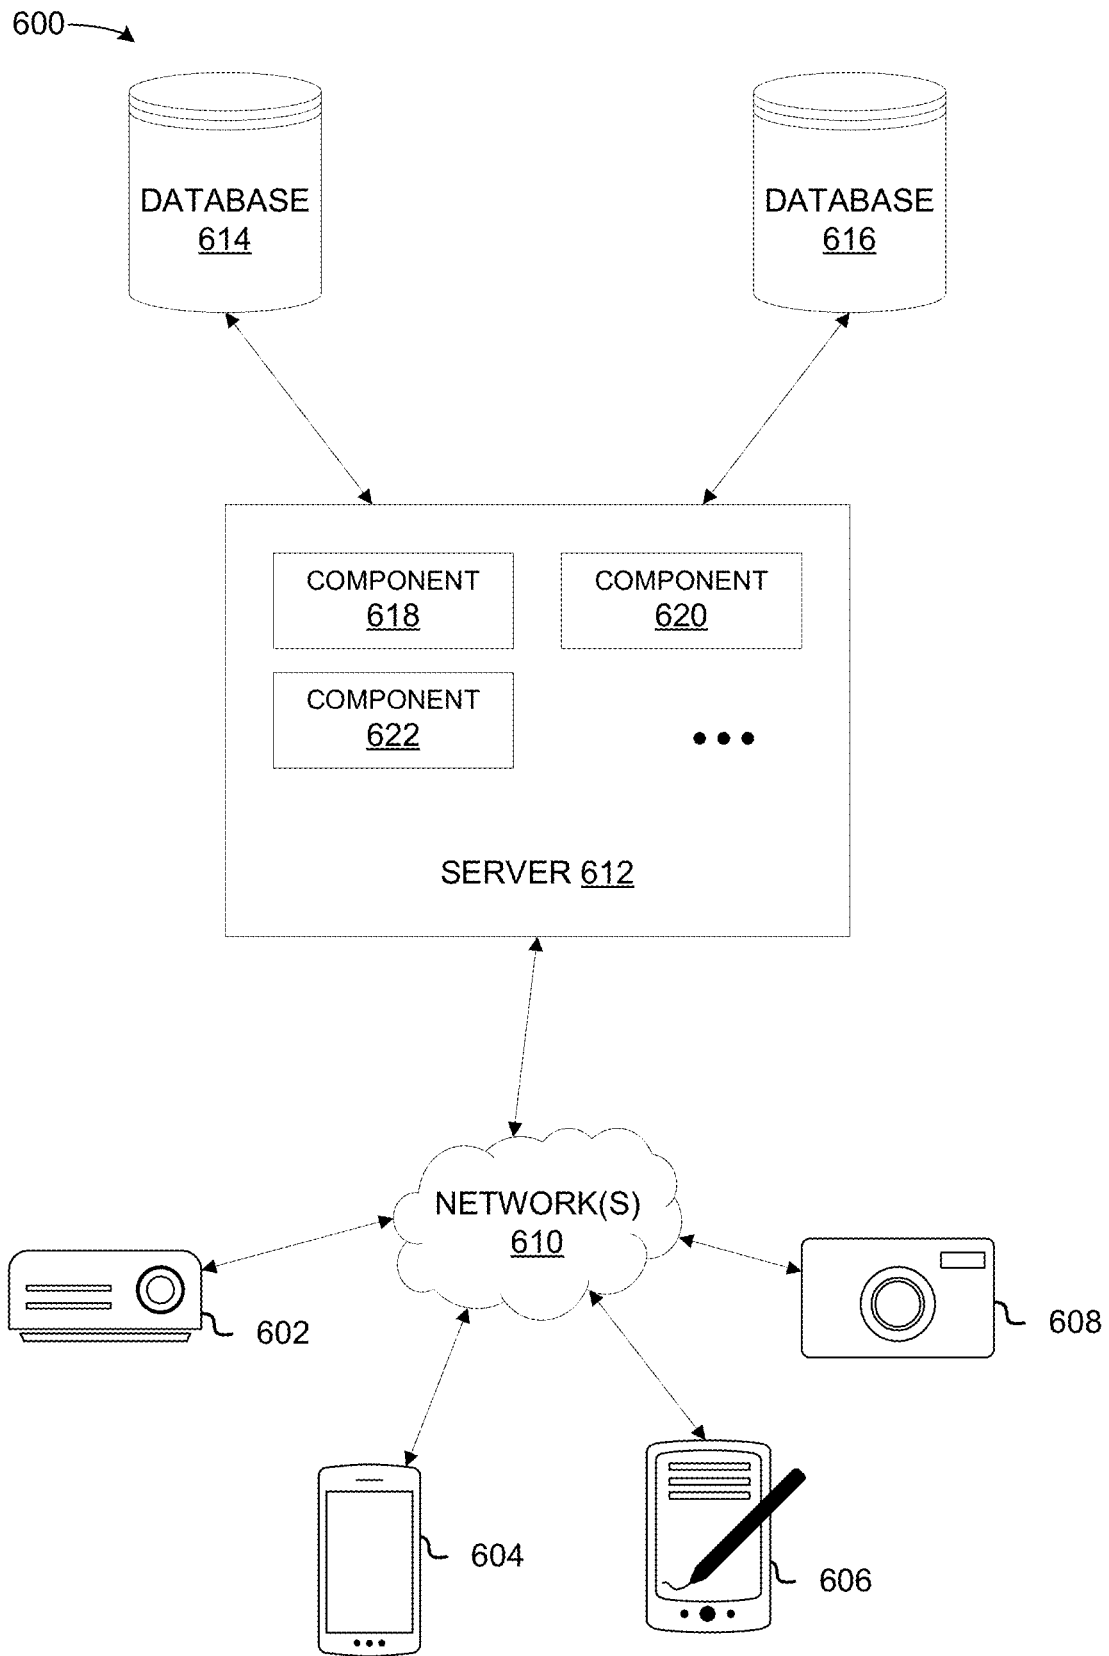 600
DATABASE
614
DATABASE
616
COMPONENT
618
COMPONENT
620
COMPONENT
622
SERVER 612
NETWORK(S)
610
602
608
604
606